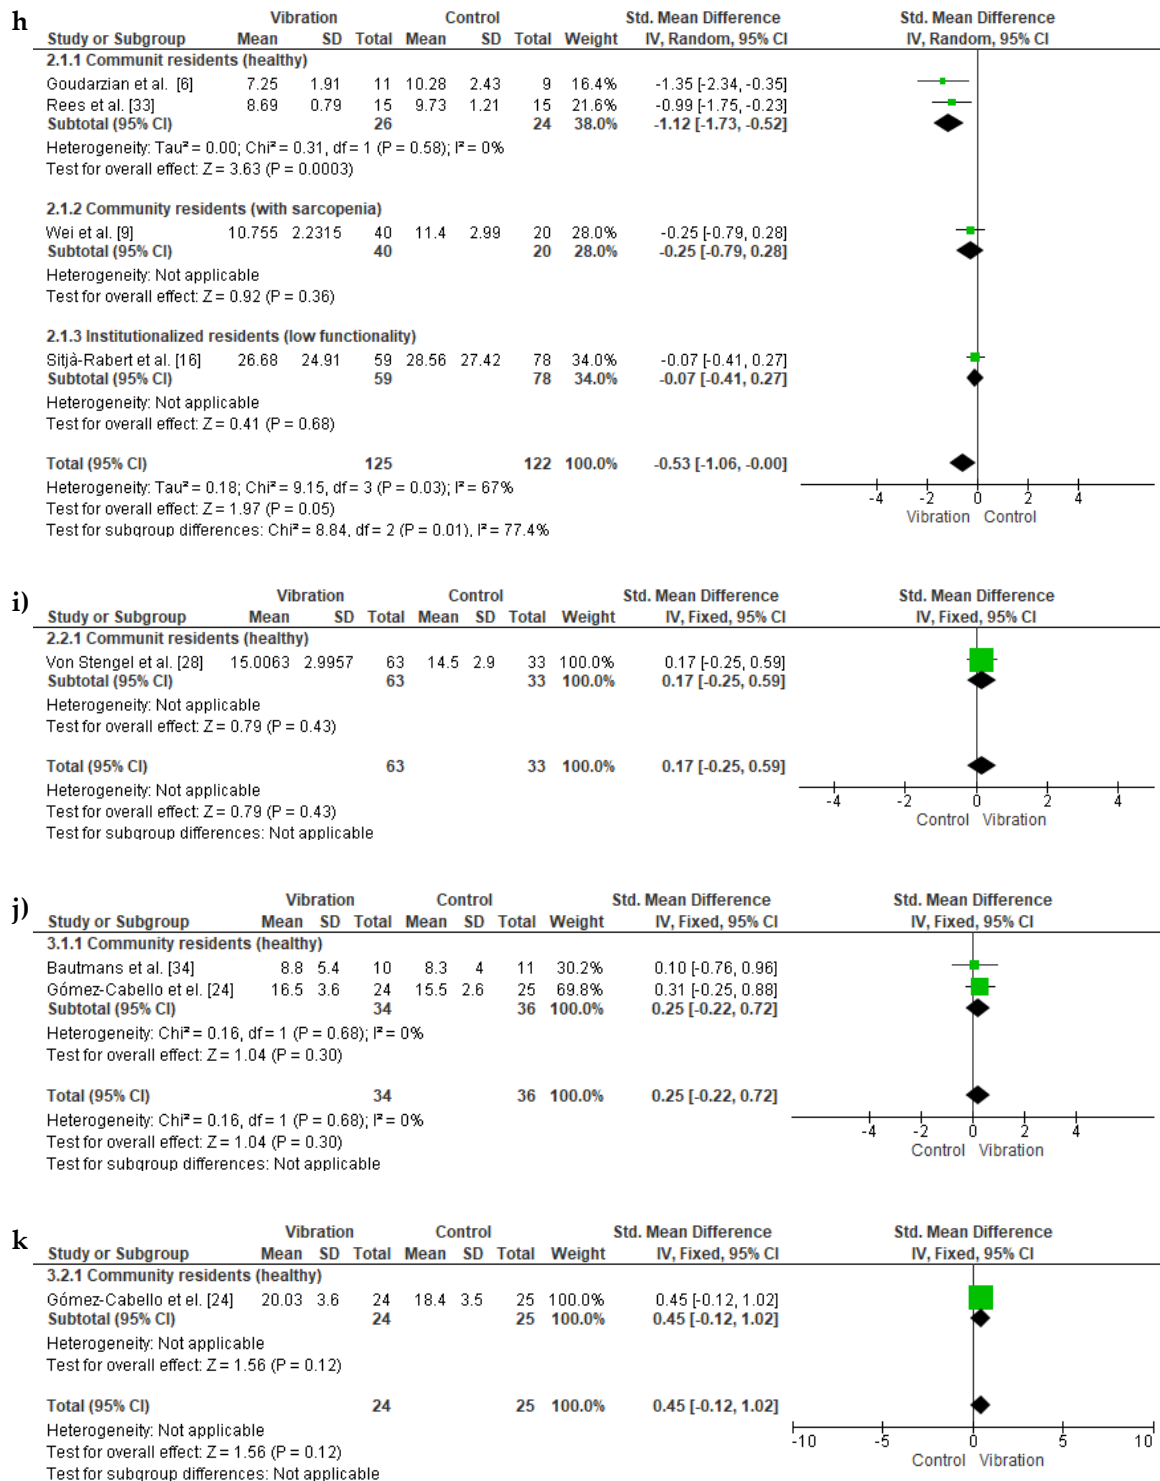 h
Vibration Control Std. Mean Difference Std. Mean Difference
Study or Subgroup Mean SD Total Mean SD Total Weight IV, Random, 95% CI IV, Random, 95% CI
2.1.1 Communit residents (healthy)
Goudarzian et al. [6] 7.25 1.91 11 10.28 2.43 9 16.4% -1.35 [-2.34, -0.35]
Rees et al. [33] 8.69 0.79 15 9.73 1.21 15 21.6% -0.99 [-1.75, -0.23]
Subtotal (95% CI) 26 24 38.0% -1.12 [-1.73, -0.52]
Heterogeneity: Tau² = 0.00; Chi² = 0.31, df = 1 (P = 0.58); I² = 0%
Test for overall effect: Z = 3.63 (P = 0.0003)
2.1.2 Community residents (with sarcopenia)
Wei et al. [9] 10.755 2.2315 40 11.4 2.99 20 28.0% -0.25 [-0.79, 0.28]
Subtotal (95% CI) 40 20 28.0% -0.25 [-0.79, 0.28]
Heterogeneity: Not applicable
Test for overall effect: Z = 0.92 (P = 0.36)
2.1.3 Institutionalized residents (low functionality)
Sitjà-Rabert et al. [16] 26.68 24.91 59 28.56 27.42 78 34.0% -0.07 [-0.41, 0.27]
Subtotal (95% CI) 59 78 34.0% -0.07 [-0.41, 0.27]
Heterogeneity: Not applicable
Test for overall effect: Z = 0.41 (P = 0.68)
Total (95% CI) 125 122 100.0% -0.53 [-1.06, -0.00]
Heterogeneity: Tau² = 0.18; Chi² = 9.15, df = 3 (P = 0.03); I² = 67%
Test for overall effect: Z = 1.97 (P = 0.05)
Test for subgroup differences: Chi² = 8.84, df = 2 (P = 0.01), I² = 77.4%
-4 -2 0 2 4
Vibration Control
i)
Vibration Control Std. Mean Difference Std. Mean Difference
Study or Subgroup Mean SD Total Mean SD Total Weight IV, Fixed, 95% CI IV, Fixed, 95% CI
2.2.1 Communit residents (healthy)
Von Stengel et al. [28] 15.0063 2.9957 63 14.5 2.9 33 100.0% 0.17 [-0.25, 0.59]
Subtotal (95% CI) 63 33 100.0% 0.17 [-0.25, 0.59]
Heterogeneity: Not applicable
Test for overall effect: Z = 0.79 (P = 0.43)
Total (95% CI) 63 33 100.0% 0.17 [-0.25, 0.59]
Heterogeneity: Not applicable
Test for overall effect: Z = 0.79 (P = 0.43)
Test for subgroup differences: Not applicable
-4 -2 0 2 4
Control Vibration
j)
Vibration Control Std. Mean Difference Std. Mean Difference
Study or Subgroup Mean SD Total Mean SD Total Weight IV, Fixed, 95% CI IV, Fixed, 95% CI
3.1.1 Community residents (healthy)
Bautmans et al. [34] 8.8 5.4 10 8.3 4 11 30.2% 0.10 [-0.76, 0.96]
Gómez-Cabello et el. [24] 16.5 3.6 24 15.5 2.6 25 69.8% 0.31 [-0.25, 0.88]
Subtotal (95% CI) 34 36 100.0% 0.25 [-0.22, 0.72]
Heterogeneity: Chi² = 0.16, df = 1 (P = 0.68); I² = 0%
Test for overall effect: Z = 1.04 (P = 0.30)
Total (95% CI) 34 36 100.0% 0.25 [-0.22, 0.72]
Heterogeneity: Chi² = 0.16, df = 1 (P = 0.68); I² = 0%
Test for overall effect: Z = 1.04 (P = 0.30)
Test for subgroup differences: Not applicable
-4 -2 0 2 4
Control Vibration
k
Vibration Control Std. Mean Difference Std. Mean Difference
Study or Subgroup Mean SD Total Mean SD Total Weight IV, Fixed, 95% CI IV, Fixed, 95% CI
3.2.1 Community residents (healthy)
Gómez-Cabello et el. [24] 20.03 3.6 24 18.4 3.5 25 100.0% 0.45 [-0.12, 1.02]
Subtotal (95% CI) 24 25 100.0% 0.45 [-0.12, 1.02]
Heterogeneity: Not applicable
Test for overall effect: Z = 1.56 (P = 0.12)
Total (95% CI) 24 25 100.0% 0.45 [-0.12, 1.02]
Heterogeneity: Not applicable
Test for overall effect: Z = 1.56 (P = 0.12)
Test for subgroup differences: Not applicable
-10 -5 0 5 10
Control Vibration